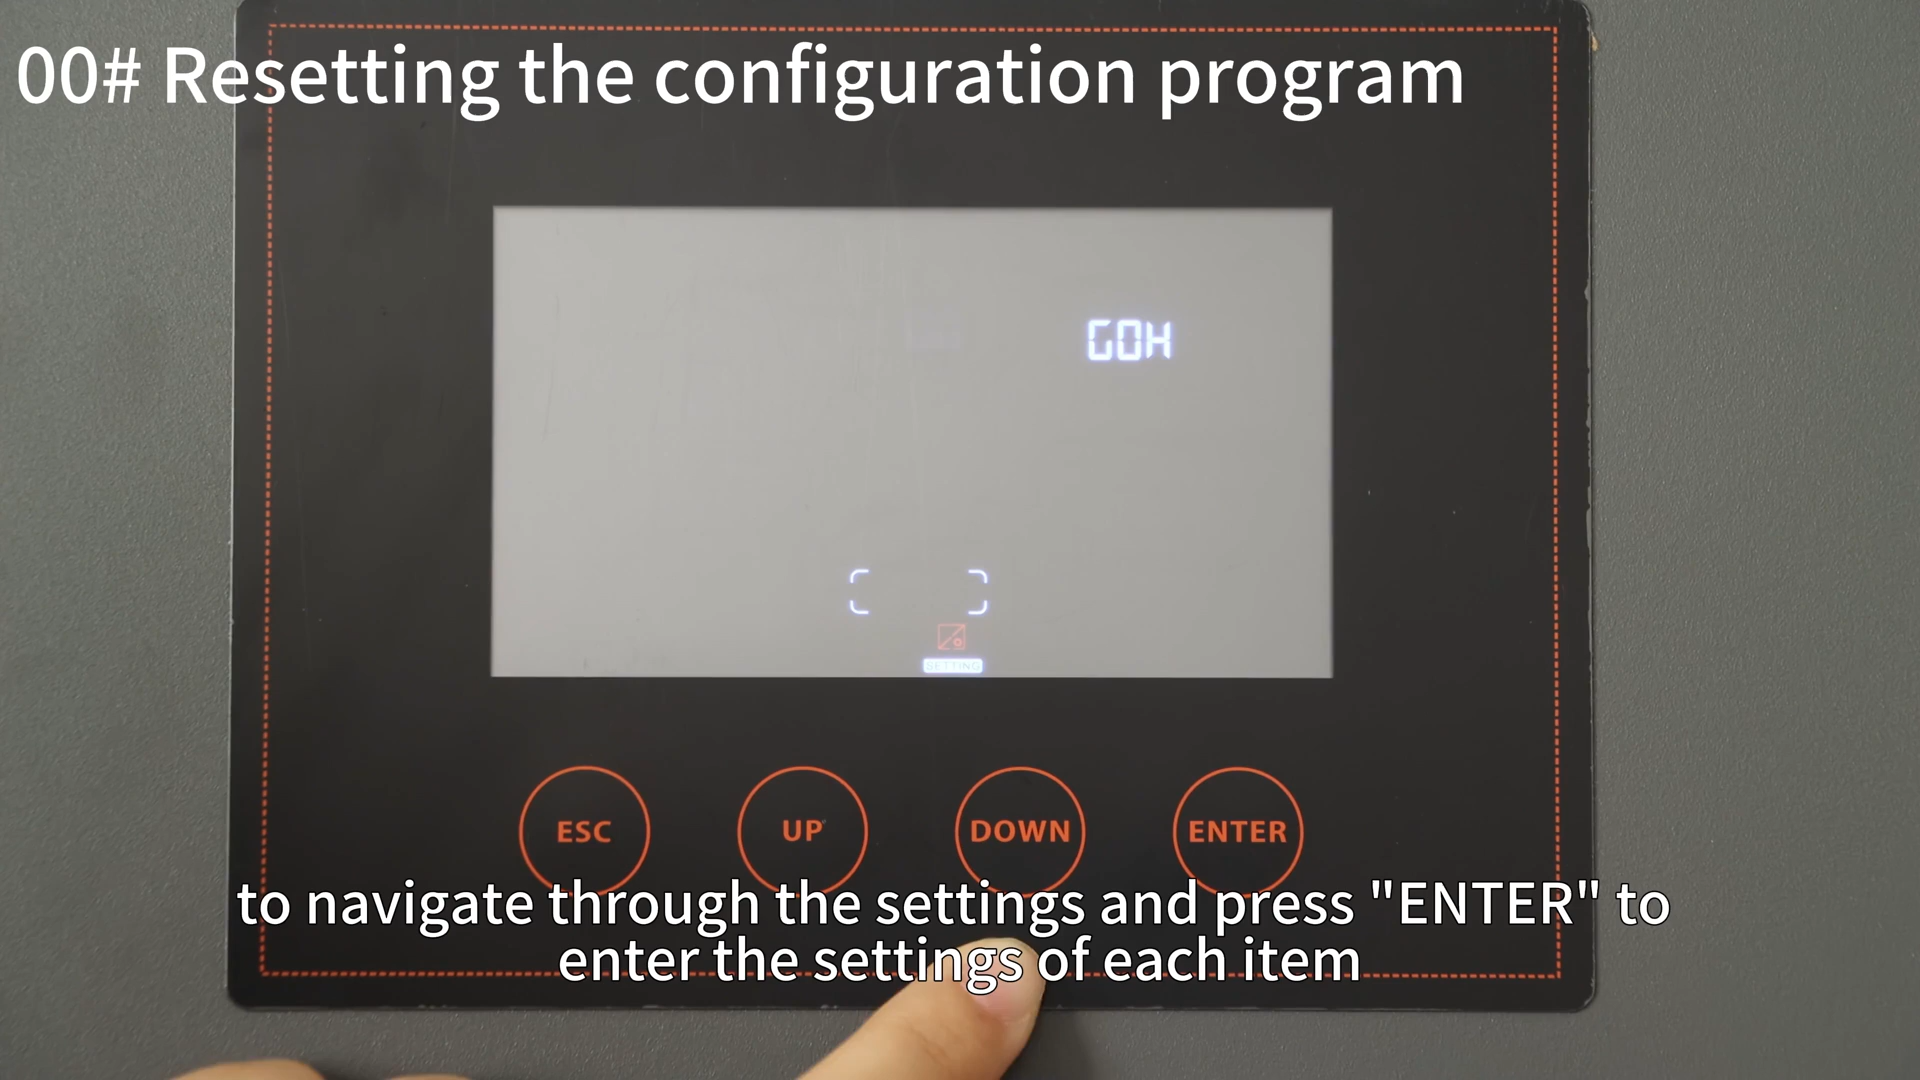 00# Resetting the configuration program
GOH
SETTING
ESC
UP
DOWN
ENTER
to navigate through the settings and press "ENTER" to
enter the settings of each item